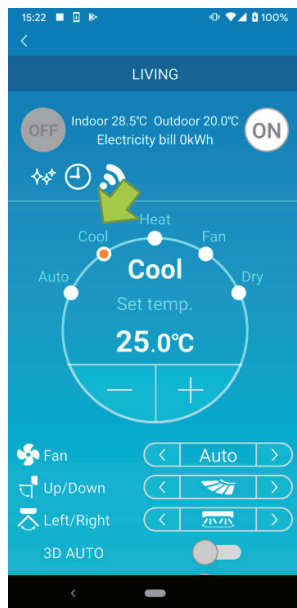 15:22 100%
LIVING
OFF Indoor 28.5℃ Outdoor 20.0℃ ON
Electricity bill 0kWh
Heat
Cool Fan
Auto Cool Dry
Set temp.
25.0℃
Fan Auto
Up/Down
Left/Right
3D AUTO